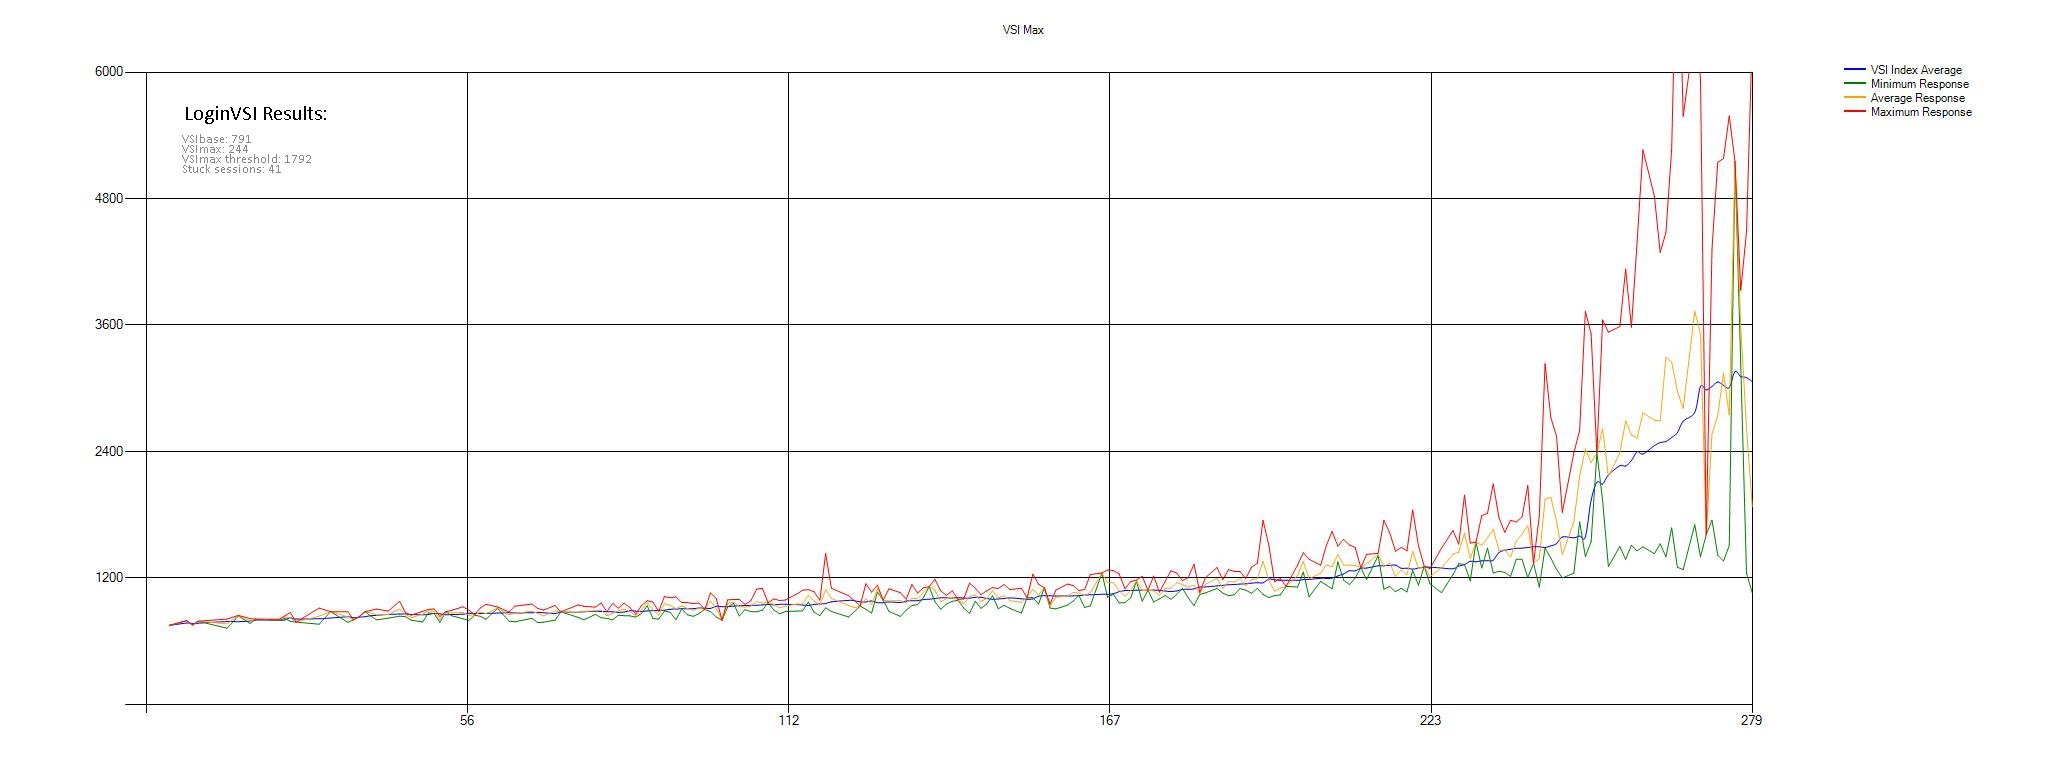 VSI Max
6000
4800
3600
2400
1200
LoginVSI Results:
VSIbase: 791
VSImax: 244
VSImax threshold: 1792
Stuck sessions: 41
VSI Index Average
Minimum Response
Average Response
Maximum Response
56
112
167
223
279